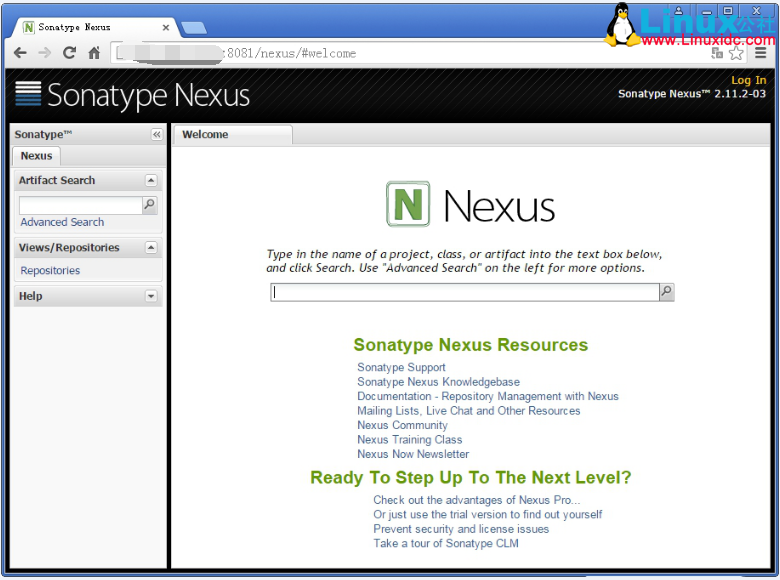 Sonatype Nexus
Linux公社
www.Linuxidc.com
:8081/nexus/#welcome
Sonatype Nexus
Log In
Sonatype Nexus™ 2.11.2-03
Sonatype™
Nexus
Artifact Search
Advanced Search
Views/Repositories
Repositories
Help
Welcome
N Nexus
Type in the name of a project, class, or artifact into the text box below,
and click Search. Use "Advanced Search" on the left for more options.
Sonatype Nexus Resources
Sonatype Support
Sonatype Nexus Knowledgebase
Documentation - Repository Management with Nexus
Mailing Lists, Live Chat and Other Resources
Nexus Community
Nexus Training Class
Nexus Now Newsletter
Ready To Step Up To The Next Level?
Check out the advantages of Nexus Pro...
Or just use the trial version to find out yourself
Prevent security and license issues
Take a tour of Sonatype CLM